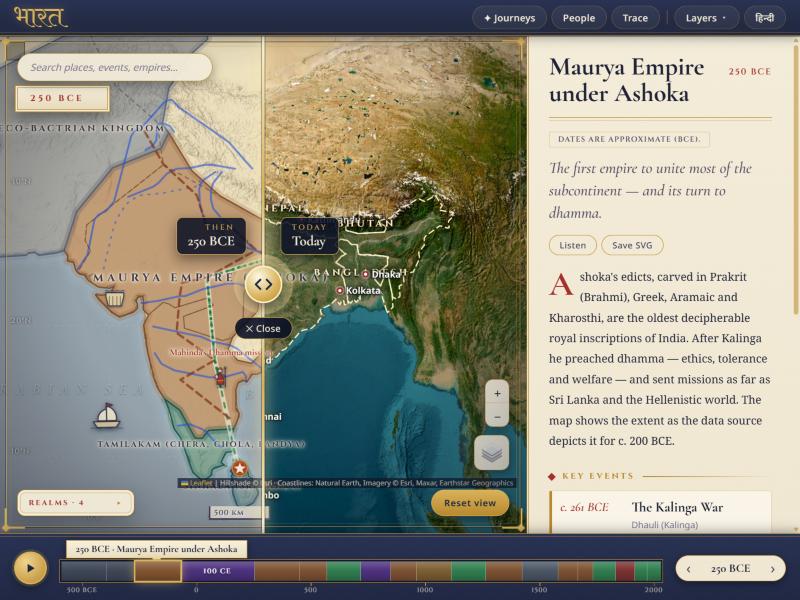 भारत
✦ Journeys
People
Trace
Layers
हिन्दी
Search places, events, empires...
250 BCE
ECO-BACTRIAN KINGDOM
THEN
250 BCE
TODAY
Today
MAURYA EMPIRE
Dhaka
Kolkata
× Close
TAMILAKAM (CHERA, CHOLA, PANDYA)
+
−
Leaflet | Hillshade © Esri · Coastlines: Natural Earth, Imagery © Esri, Maxar, Earthstar Geographics
REALMS · 4
500 KM
Reset view
Maurya Empire
under Ashoka
250 BCE
DATES ARE APPROXIMATE (BCE).
The first empire to unite most of the
subcontinent — and its turn to
dhamma.
Listen
Save SVG
Ashoka's edicts, carved in Prakrit
(Brahmi), Greek, Aramaic and
Kharosthi, are the oldest decipherable
royal inscriptions of India. After Kalinga
he preached dhamma — ethics, tolerance
and welfare — and sent missions as far as
Sri Lanka and the Hellenistic world. The
map shows the extent as the data source
depicts it for c. 200 BCE.
KEY EVENTS
c. 261 BCE
The Kalinga War
Dhauli (Kalinga)
250 BCE · Maurya Empire under Ashoka
100 CE
500 BCE
0
500
1000
1500
2000
‹ 250 BCE ›